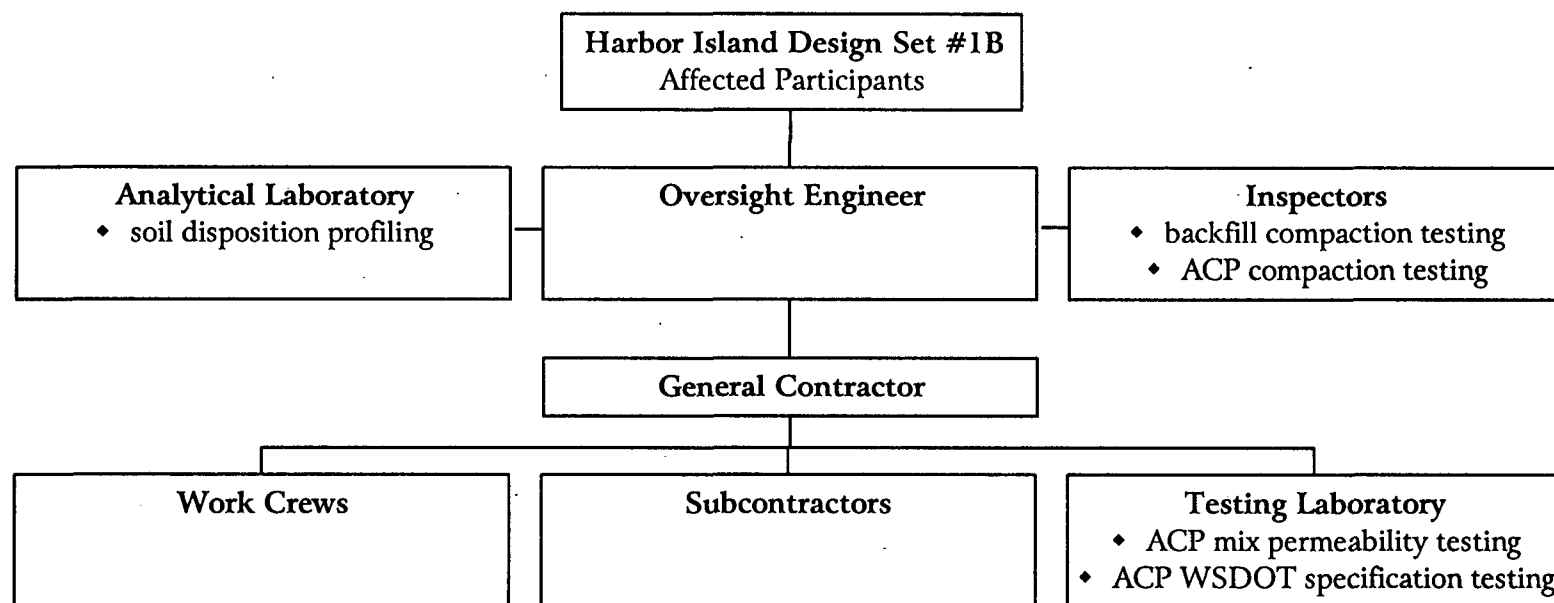 Harbor Island Design Set #1B
Affected Participants
Analytical Laboratory
◆ soil disposition profiling
Oversight Engineer
Inspectors
◆ backfill compaction testing
◆ ACP compaction testing
General Contractor
Work Crews
Subcontractors
Testing Laboratory
◆ ACP mix permeability testing
◆ ACP WSDOT specification testing